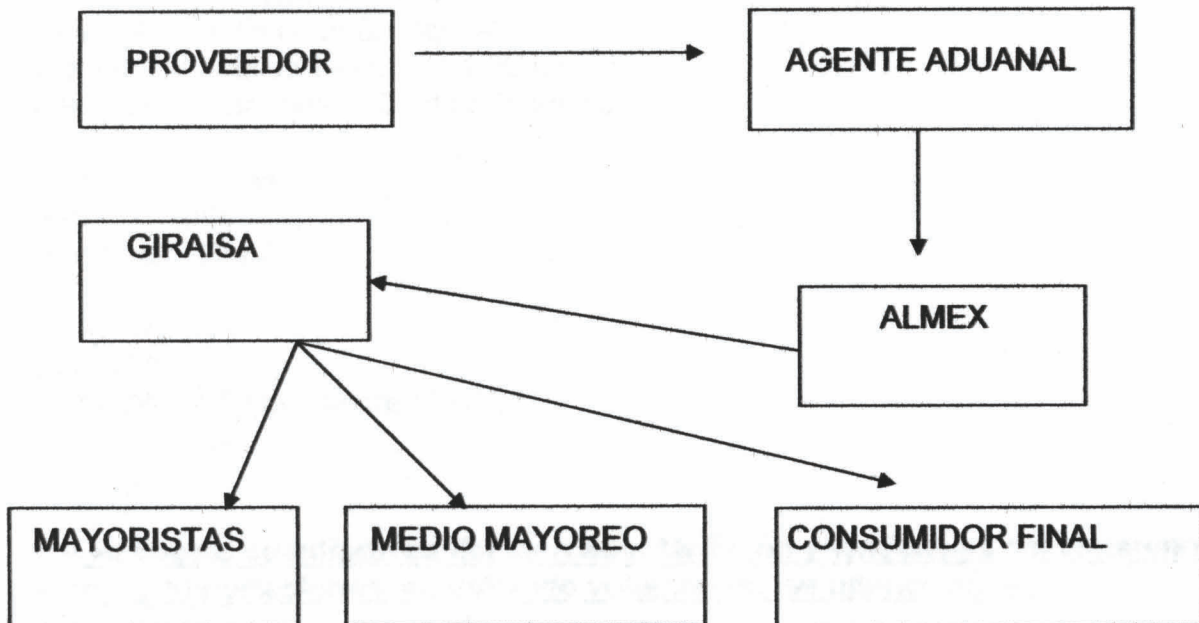 PROVEEDOR
AGENTE ADUANAL
GIRAISA
ALMEX
MAYORISTAS
MEDIO MAYOREO
CONSUMIDOR FINAL